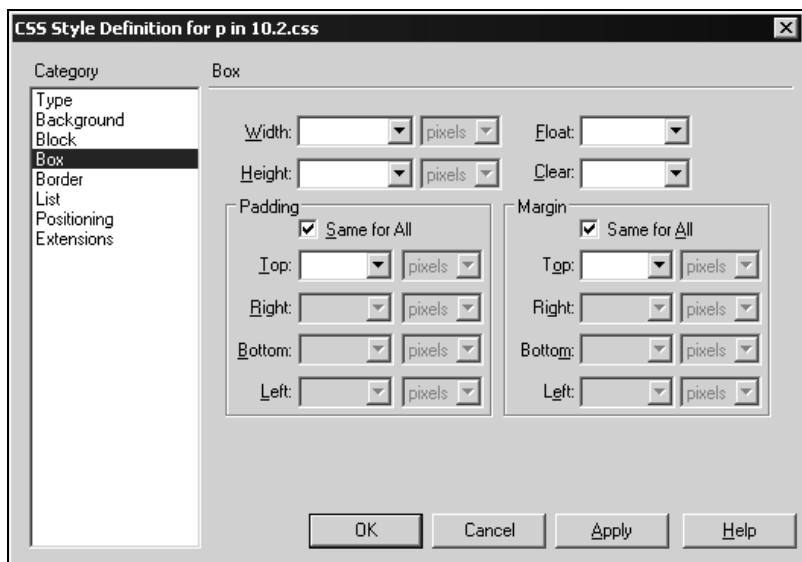 CSS Style Definition for p in 10.2.css
Category
Type
Background
Block
Box
Border
List
Positioning
Extensions
Box
Width: pixels Float:
Height: pixels Clear:
Padding
Same for All
Top: pixels
Right: pixels
Bottom: pixels
Left: pixels
Margin
Same for All
Top: pixels
Right: pixels
Bottom: pixels
Left: pixels
OK Cancel Apply Help